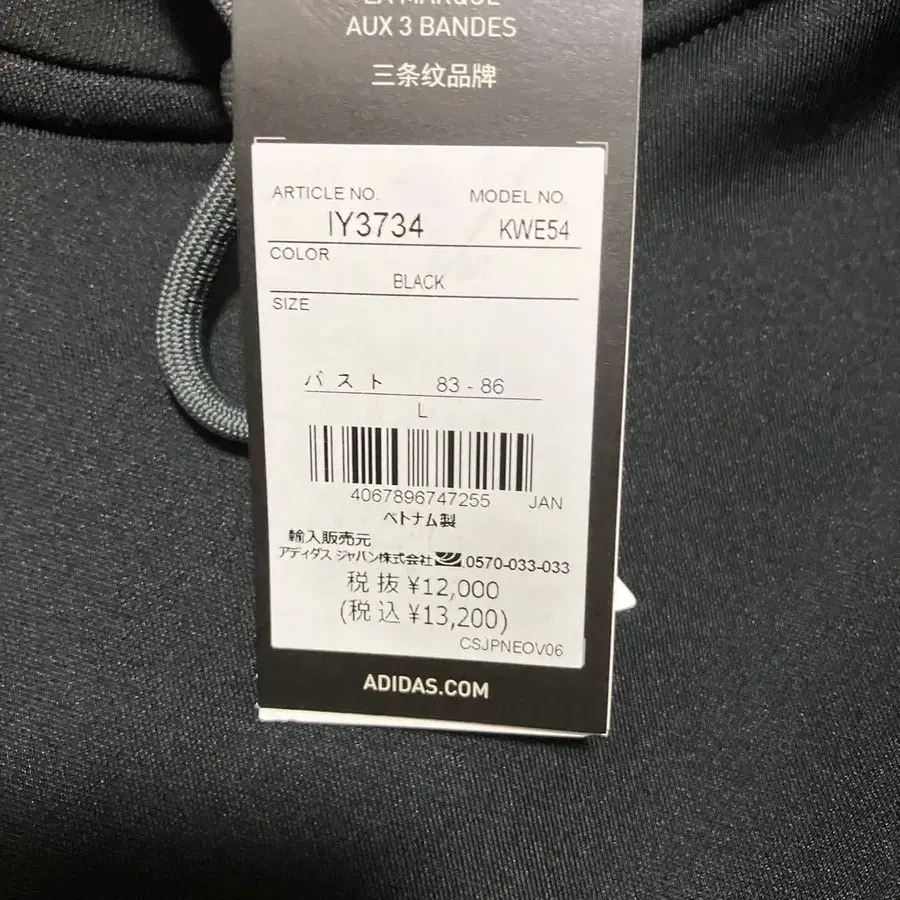 LA MARQUE
AUX 3 BANDES
三条纹品牌
ARTICLE NO. MODEL NO.
IY3734 KWE54
COLOR
BLACK
SIZE
バスト 83 - 86
L
4067896747255 JAN
ベトナム製
輸入販売元
アディダス ジャパン株式会社 0570-033-033
税抜 ¥12,000
(税込 ¥13,200)
CSJPNEOV06
ADIDAS.COM